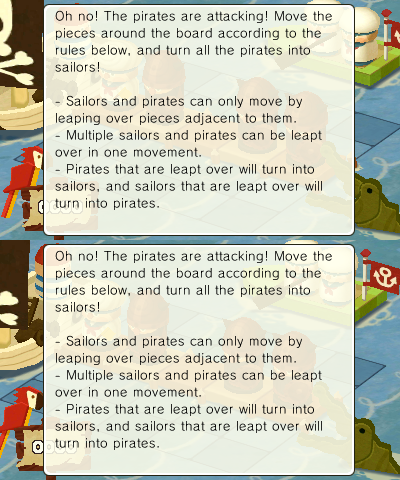 Oh no! The pirates are attacking! Move the
pieces around the board according to the
rules below, and turn all the pirates into
sailors!
- Sailors and pirates can only move by
leaping over pieces adjacent to them.
- Multiple sailors and pirates can be leapt
over in one movement.
- Pirates that are leapt over will turn into
sailors, and sailors that are leapt over will
turn into pirates.
Oh no! The pirates are attacking! Move the
pieces around the board according to the
rules below, and turn all the pirates into
sailors!
- Sailors and pirates can only move by
leaping over pieces adjacent to them.
- Multiple sailors and pirates can be leapt
over in one movement.
- Pirates that are leapt over will turn into
sailors, and sailors that are leapt over will
turn into pirates.